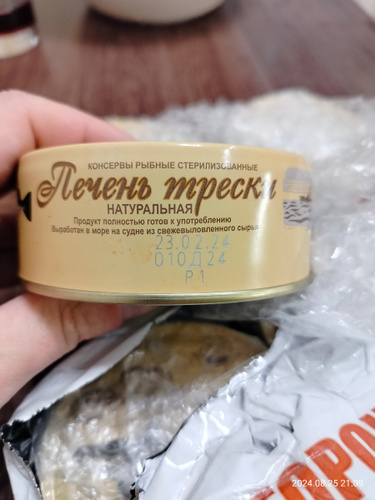 КОНСЕРВЫ РЫБНЫЕ СТЕРИЛИЗОВАННЫЕ
Печень трески
НАТУРАЛЬНАЯ
Продукт полностью готов к употреблению
Выработан в море на судне из свежевыловленного сырья
23.02.24
010Д24
Р1
2024.08.25 21:09